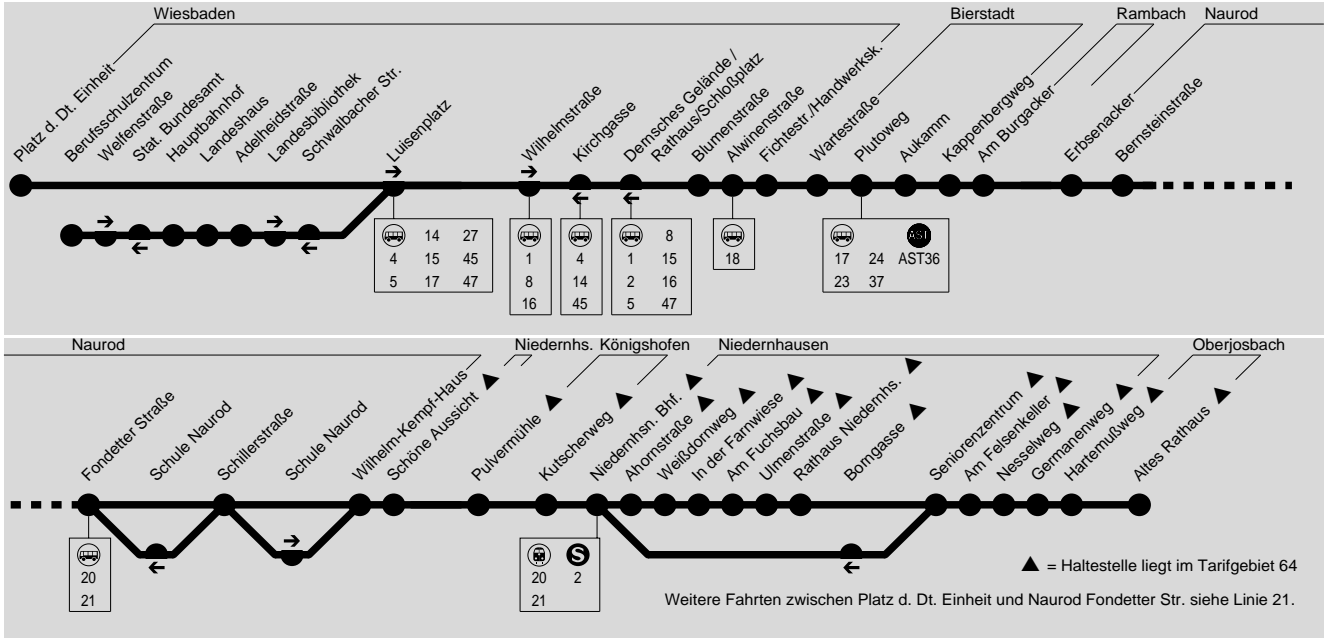 Wiesbaden
Bierstadt
Rambach
Naurod
Platz d. Dt. Einheit
Berufsschulzentrum
Welfenstraße
Stat. Bundesamt
Hauptbahnhof
Landeshaus
Adelheidstraße
Landesbibliothek
Schwalbacher Str.
Luisenplatz
Wilhelmstraße
Kirchgasse
Dernsches Gelände /
Rathaus/Schloßplatz
Blumenstraße
Alwinenstraße
Fichtestr./Handwerksk.
Wartestraße
Plutoweg
Aukamm
Kappenbergweg
Am Burgacker
Erbsenacker
Bernsteinstraße
14 27
4 15 45
5 17 47
1
8
16
4
14
45
8
1 15
2 16
5 47
18
AST
17 24 AST36
23 37
Naurod
Niedernhs.
Königshofen
Niedernhausen
Oberjosbach
Fondetter Straße
Schule Naurod
Schillerstraße
Schule Naurod
Wilhelm-Kempf-Haus
Schöne Aussicht
Pulvermühle
Kutscherweg
Niedernhsn. Bhf.
Ahornstraße
Weißdornweg
In der Farnwiese
Am Fuchsbau
Ulmenstraße
Rathaus Niedernhs.
Borngasse
Seniorenzentrum
Am Felsenkeller
Nesselweg
Germanenweg
Hartemußweg
Altes Rathaus
20
21
S
20 2
21
▲ = Haltestelle liegt im Tarifgebiet 64
Weitere Fahrten zwischen Platz d. Dt. Einheit und Naurod Fondetter Str. siehe Linie 21.